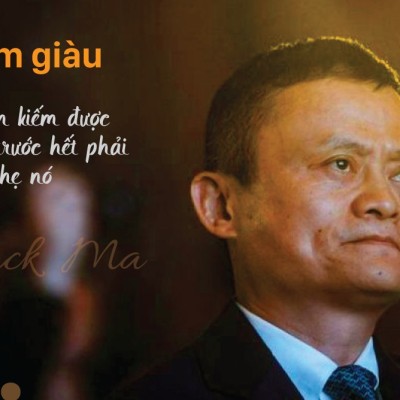 m giàu
n kiếm được
rước hết phải
hẹ nó
ck Ma